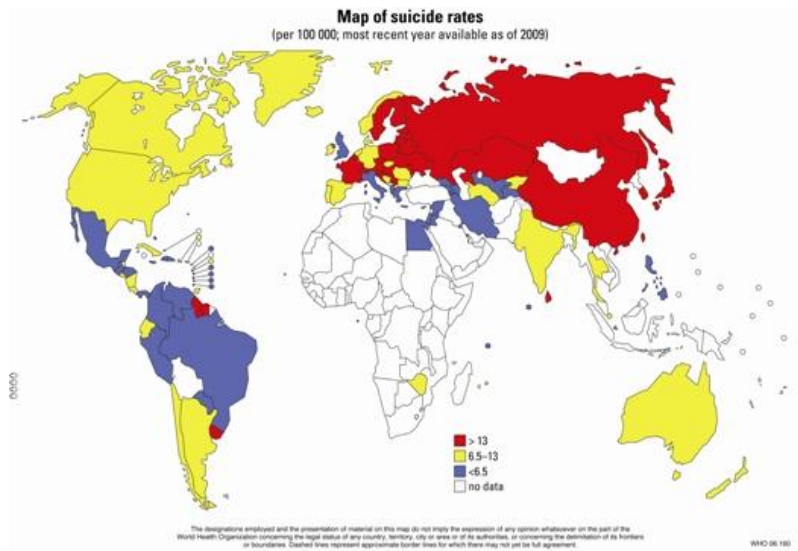 Map of suicide rates
(per 100 000; most recent year available as of 2009)
> 13
6.5–13
<6.5
no data
The designations employed and the presentation of material on this map do not imply the expression of any opinion whatsoever on the part of the
World Health Organization concerning the legal status of any country, territory, city or area or of its authorities, or concerning the delimitation of its frontiers
or boundaries. Dashed lines represent approximate border lines for which there may not yet be full agreement.